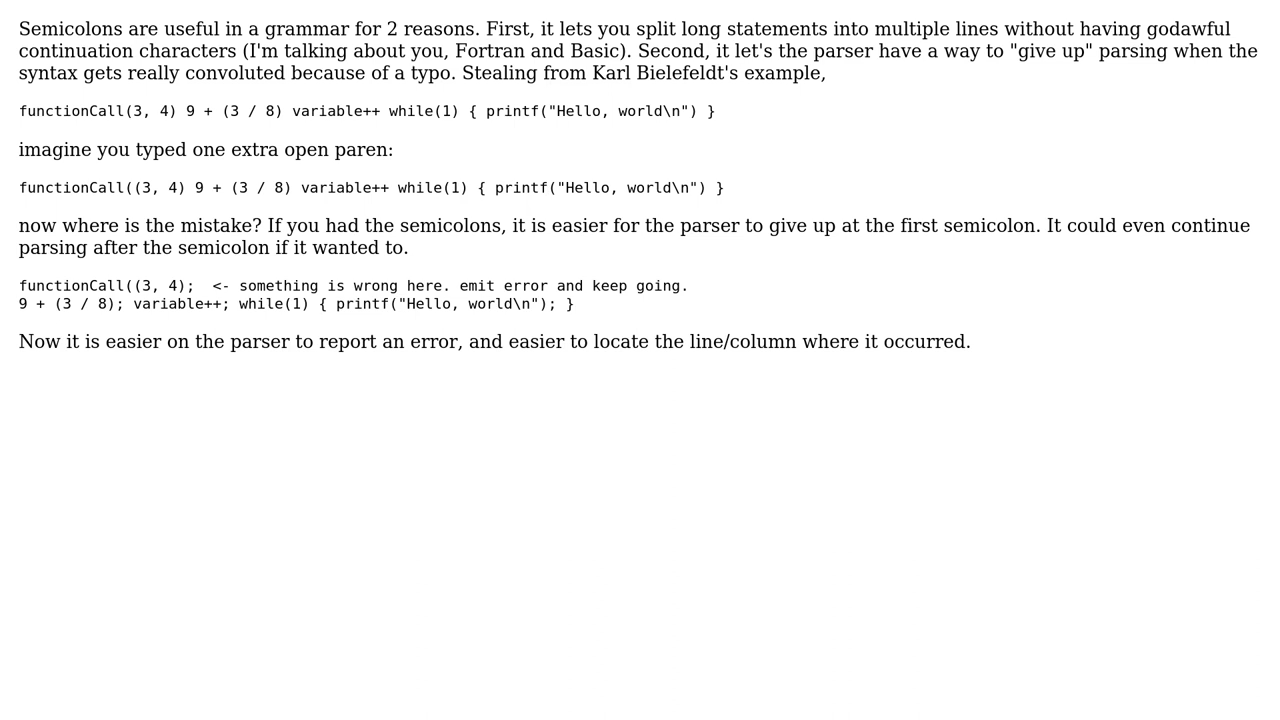 Semicolons are useful in a grammar for 2 reasons. First, it lets you split long statements into multiple lines without having godawful
continuation characters (I'm talking about you, Fortran and Basic). Second, it let's the parser have a way to "give up" parsing when the
syntax gets really convoluted because of a typo. Stealing from Karl Bielefeldt's example,
functionCall(3, 4) 9 + (3 / 8) variable++ while(1) { printf("Hello, world\n") }
imagine you typed one extra open paren:
functionCall((3, 4) 9 + (3 / 8) variable++ while(1) { printf("Hello, world\n") }
now where is the mistake? If you had the semicolons, it is easier for the parser to give up at the first semicolon. It could even continue
parsing after the semicolon if it wanted to.
functionCall((3, 4);  <- something is wrong here. emit error and keep going.
9 + (3 / 8); variable++; while(1) { printf("Hello, world\n"); }
Now it is easier on the parser to report an error, and easier to locate the line/column where it occurred.